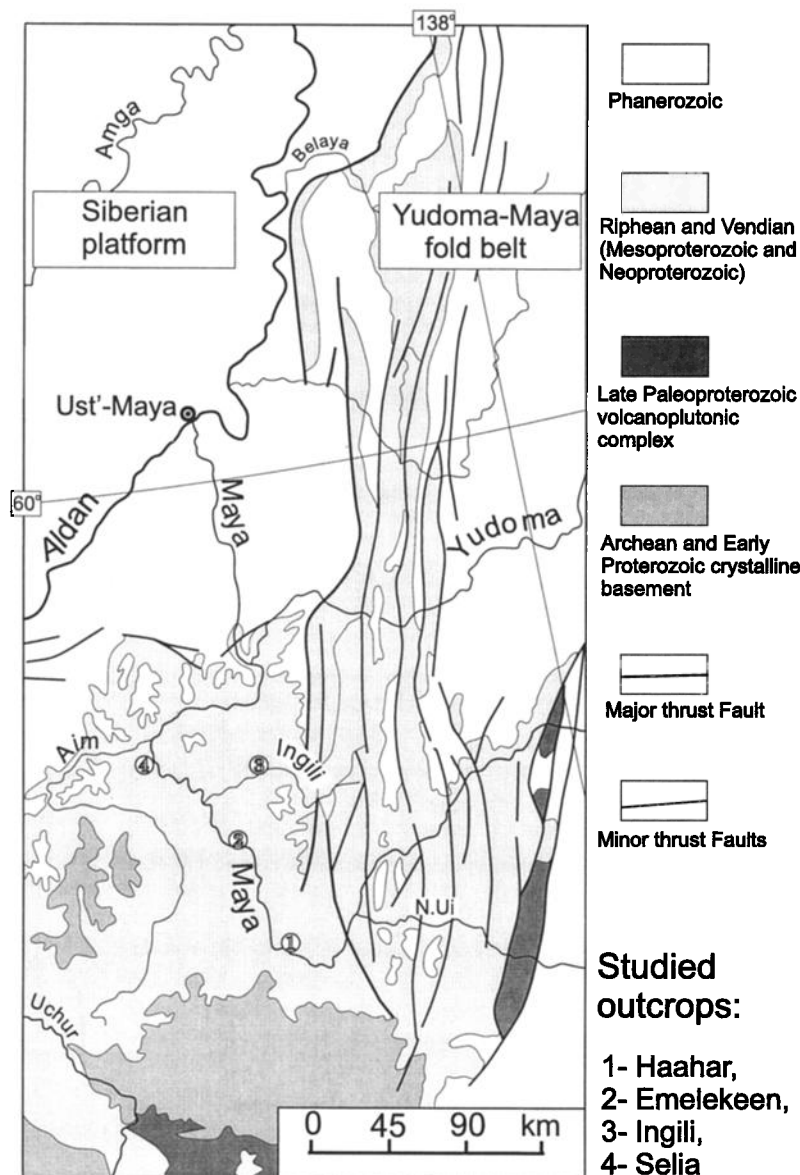 138°
Amga
Belaya
Siberian
platform
Yudoma-Maya
fold belt
Ust'-Maya
60°
Aldan
Maya
Yudoma
Aim
4
3
Ingili
2
Maya
N.Ui
1
Uchur
0 45 90 km
Phanerozoic
Riphean and Vendian
(Mesoproterozoic and
Neoproterozoic)
Late Paleoproterozoic
volcanoplutonic
complex
Archean and Early
Proterozoic crystalline
basement
Major thrust Fault
Minor thrust Faults
Studied
outcrops:
1- Haahar,
2- Emelekeen,
3- Ingili,
4- Selia